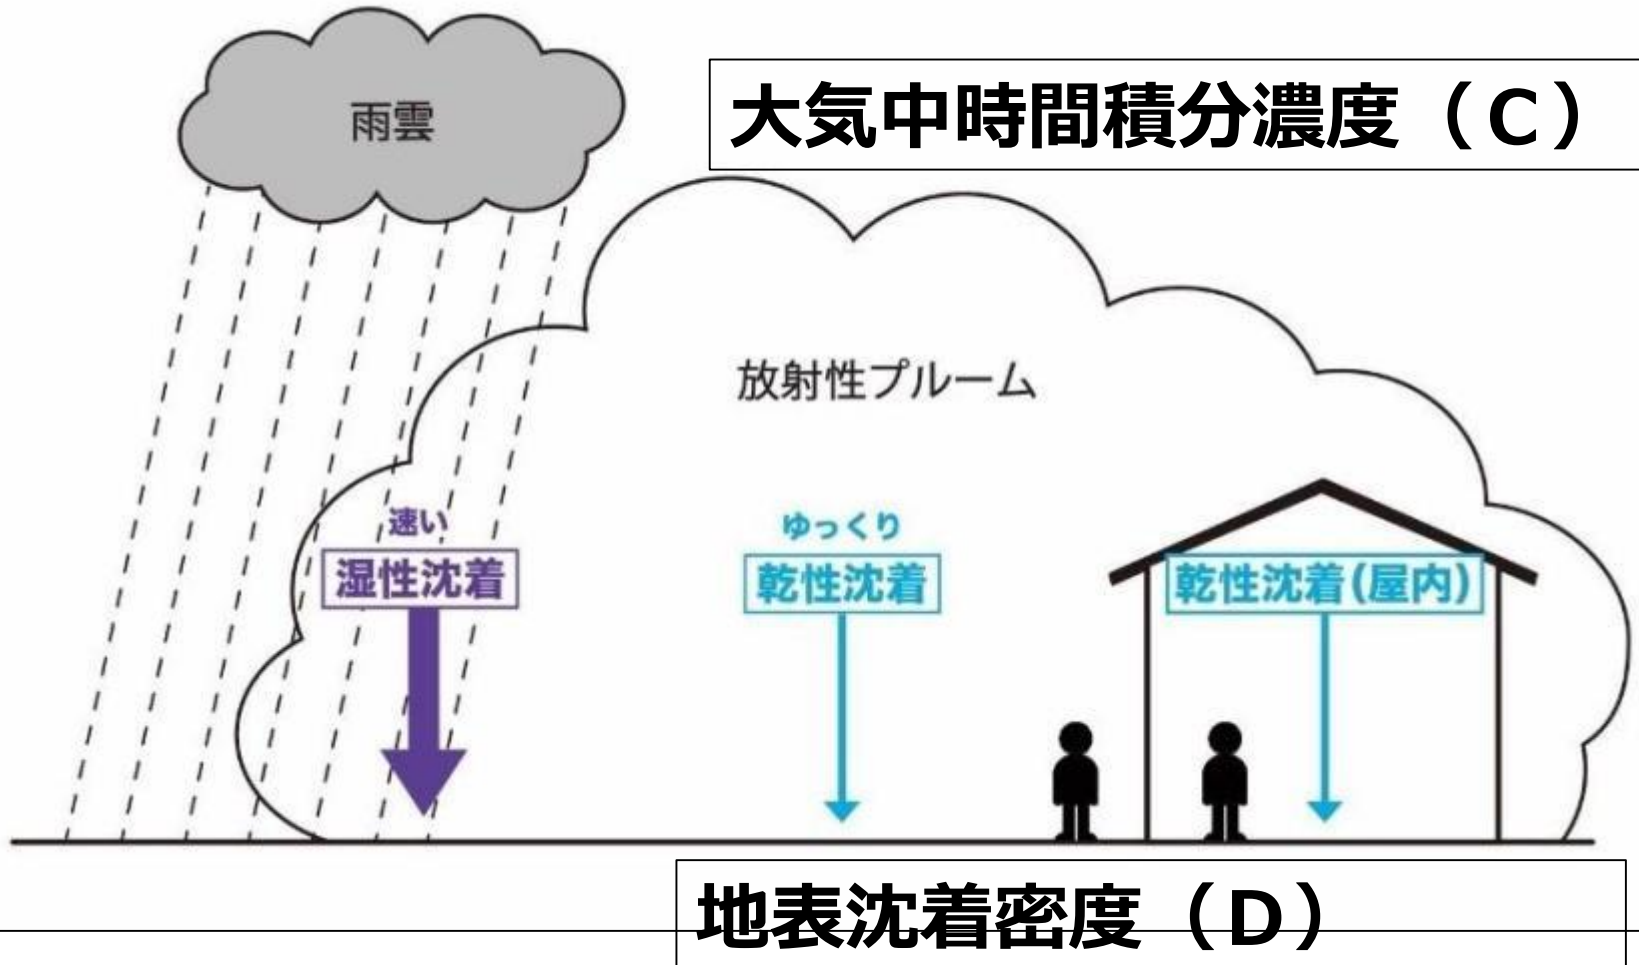 大気中時間積分濃度（C）
雨雲
放射性プルーム
速い
湿性沈着
ゆっくり
乾性沈着
乾性沈着(屋内)
地表沈着密度（D）